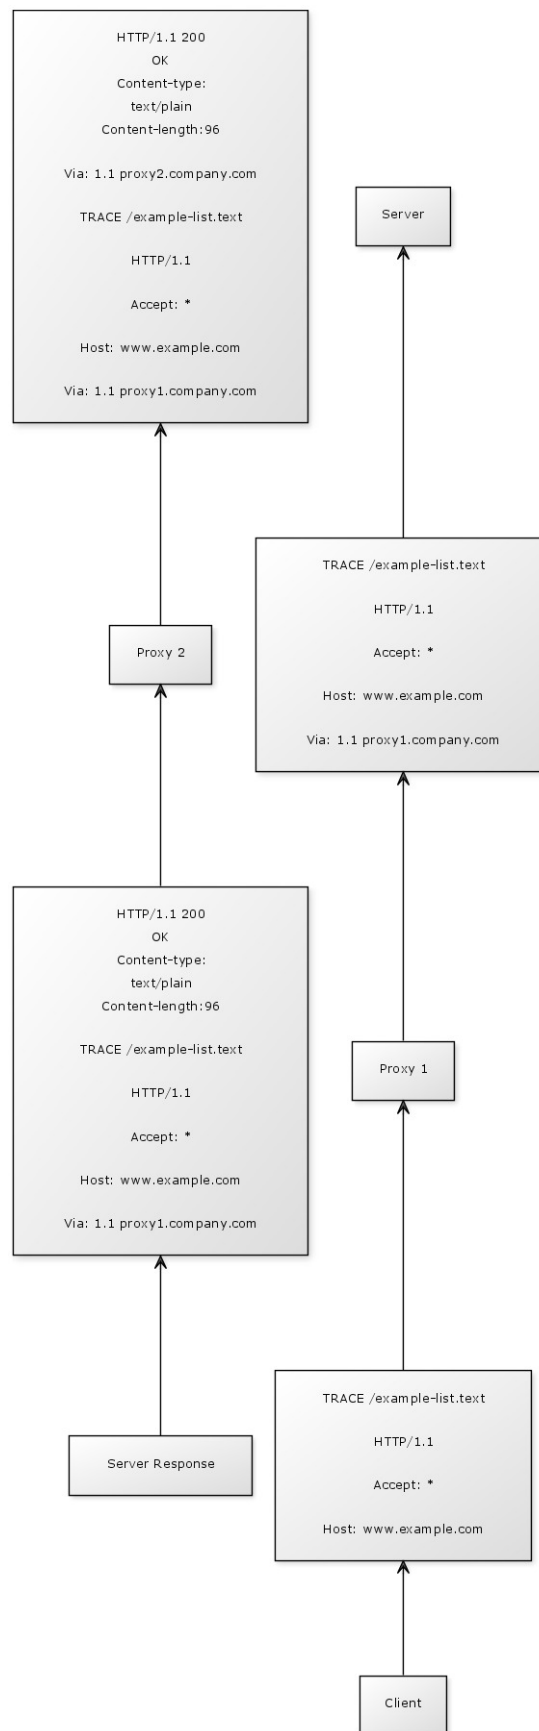 HTTP/1.1 200
OK
Content-type:
text/plain
Content-length:96
Via: 1.1 proxy2.company.com
TRACE /example-list.text
HTTP/1.1
Accept: *
Host: www.example.com
Via: 1.1 proxy1.company.com
Server
TRACE /example-list.text
HTTP/1.1
Accept: *
Host: www.example.com
Via: 1.1 proxy1.company.com
Proxy 2
HTTP/1.1 200
OK
Content-type:
text/plain
Content-length:96
TRACE /example-list.text
HTTP/1.1
Accept: *
Host: www.example.com
Via: 1.1 proxy1.company.com
Proxy 1
TRACE /example-list.text
HTTP/1.1
Accept: *
Host: www.example.com
Server Response
Client